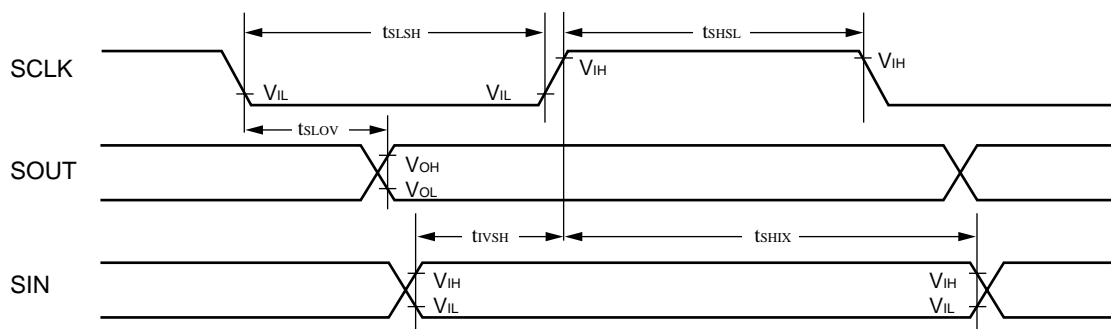 tSLSH tSHSL
SCLK VIL VIL VIH VIH
tSLOV
SOUT VOH
VOL
tIVSH tSHIX
SIN VIH VIH
VIL VIL